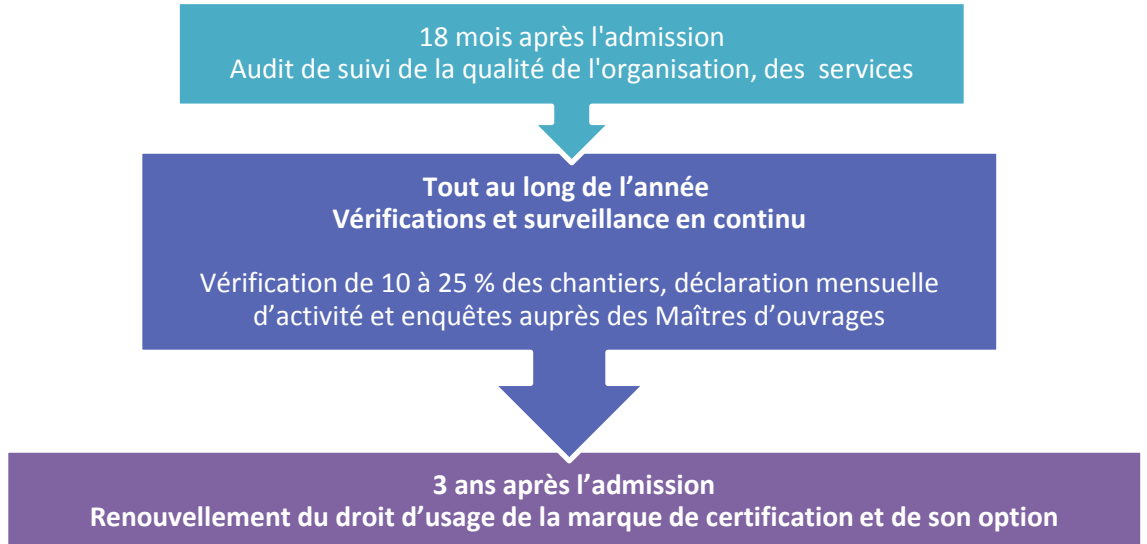 18 mois après l'admission
Audit de suivi de la qualité de l'organisation, des services
Tout au long de l’année
Vérifications et surveillance en continu
Vérification de 10 à 25 % des chantiers, déclaration mensuelle
d’activité et enquêtes auprès des Maîtres d’ouvrages
3 ans après l’admission
Renouvellement du droit d’usage de la marque de certification et de son option